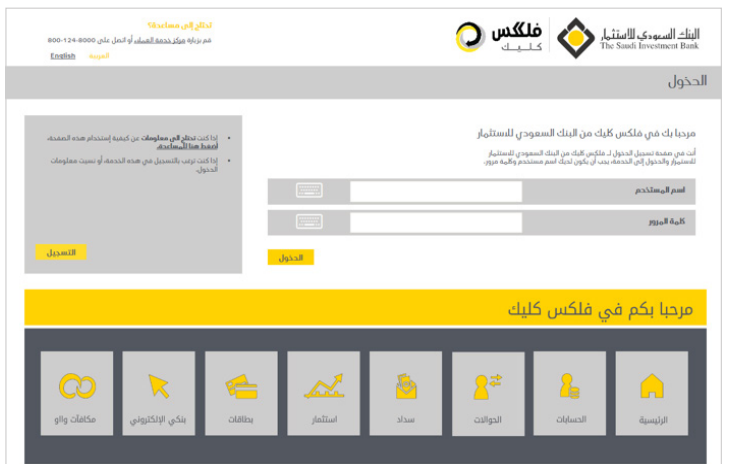 البنك السعودي للاستثمار
The Saudi Investment Bank
فلكس
كليك
تحتاج إلى مساعدة؟
قم بزيارة مركز خدمة العملاء أو اتصل على 8000-124-800
العربية English
الدخول
مرحبا بك في فلكس كليك من البنك السعودي للاستثمار
أنت في صفحة تسجيل الدخول لـ فلكس كليك من البنك السعودي للاستثمار
للاستمرار والدخول إلى الخدمة، يجب أن يكون لديك اسم مستخدم وكلمة مرور.
اسم المستخدم
كلمة المرور
الدخول
إذا كنت تحتاج إلى معلومات عن كيفية إستخدام هذه الصفحة،
اضغط هنا للمساعدة.
إذا كنت ترغب بالتسجيل في هذه الخدمة، أو نسيت معلومات
الدخول.
التسجيل
مرحبا بكم في فلكس كليك
الرئيسية
الحسابات
الحوالات
سداد
استثمار
بطاقات
بنكي الإلكتروني
مكافآت واو